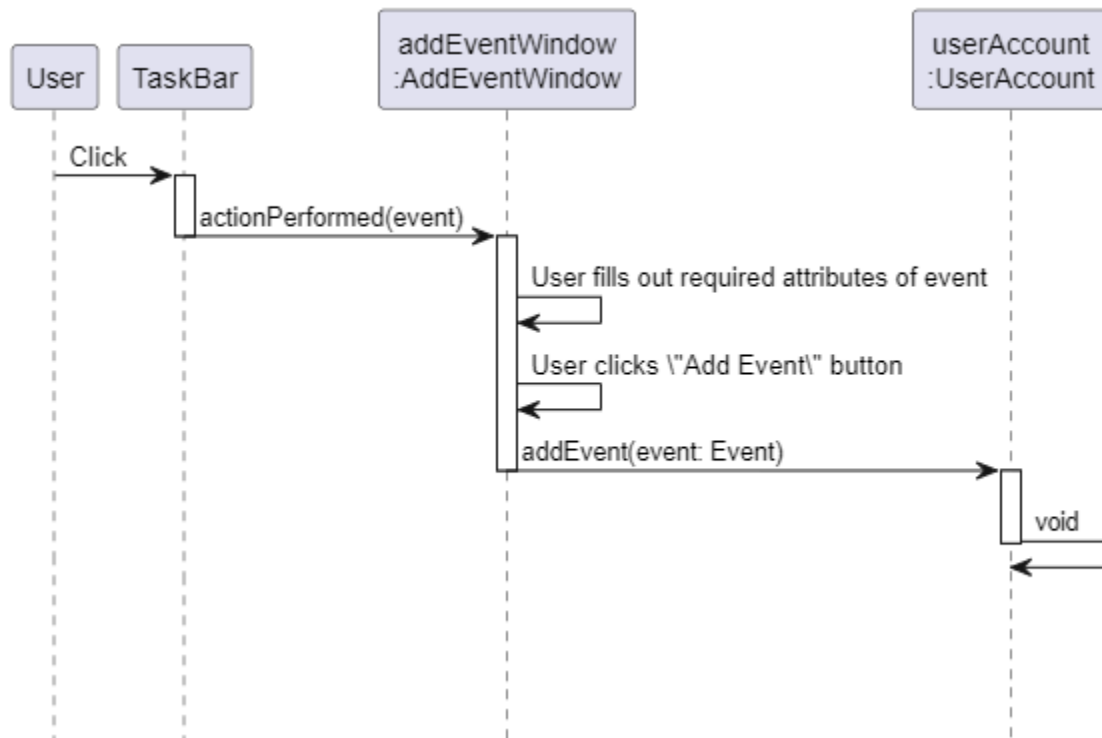 User
TaskBar
addEventWindow
:AddEventWindow
userAccount
:UserAccount
Click
actionPerformed(event)
User fills out required attributes of event
User clicks \"Add Event\" button
addEvent(event: Event)
void